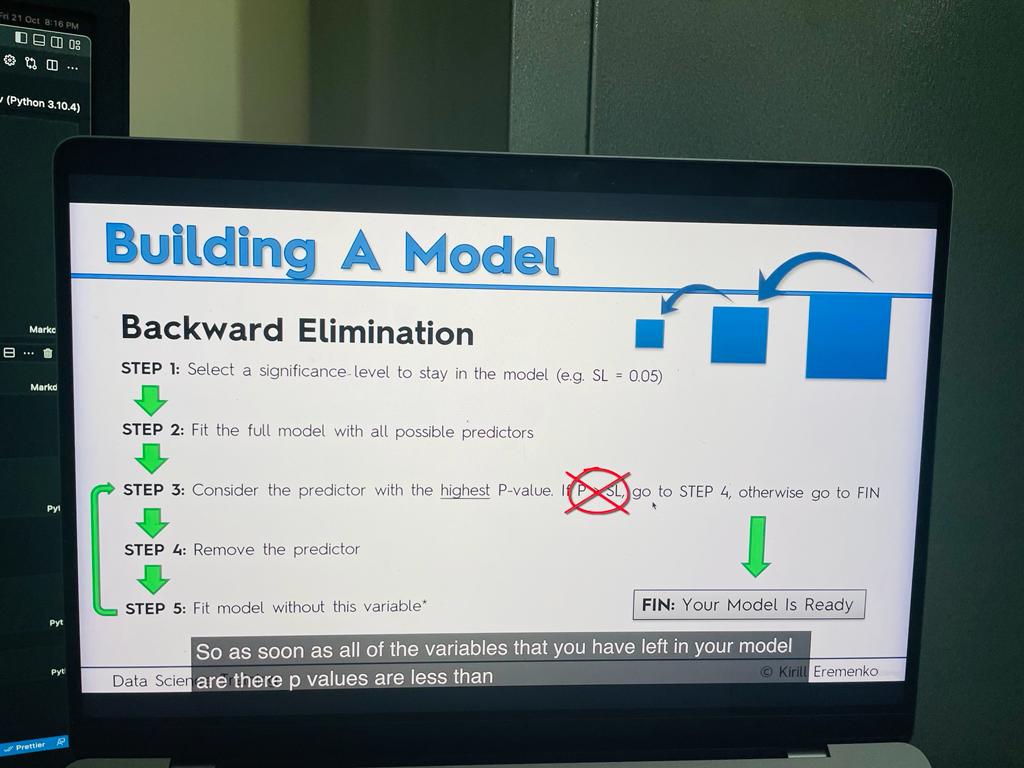 Fri 21 Oct 8:16 PM
(Python 3.10.4)
Building A Model
Backward Elimination
STEP 1: Select a significance level to stay in the model (e.g. SL = 0.05)
STEP 2: Fit the full model with all possible predictors
STEP 3: Consider the predictor with the highest P-value. If P > SL, go to STEP 4, otherwise go to FIN
STEP 4: Remove the predictor
STEP 5: Fit model without this variable*
FIN: Your Model Is Ready
So as soon as all of the variables that you have left in your model
are there p values are less than
Data Scien
© Kirill Eremenko
Markc
Markd
Pyl
Pyt
Pytl
Prettier